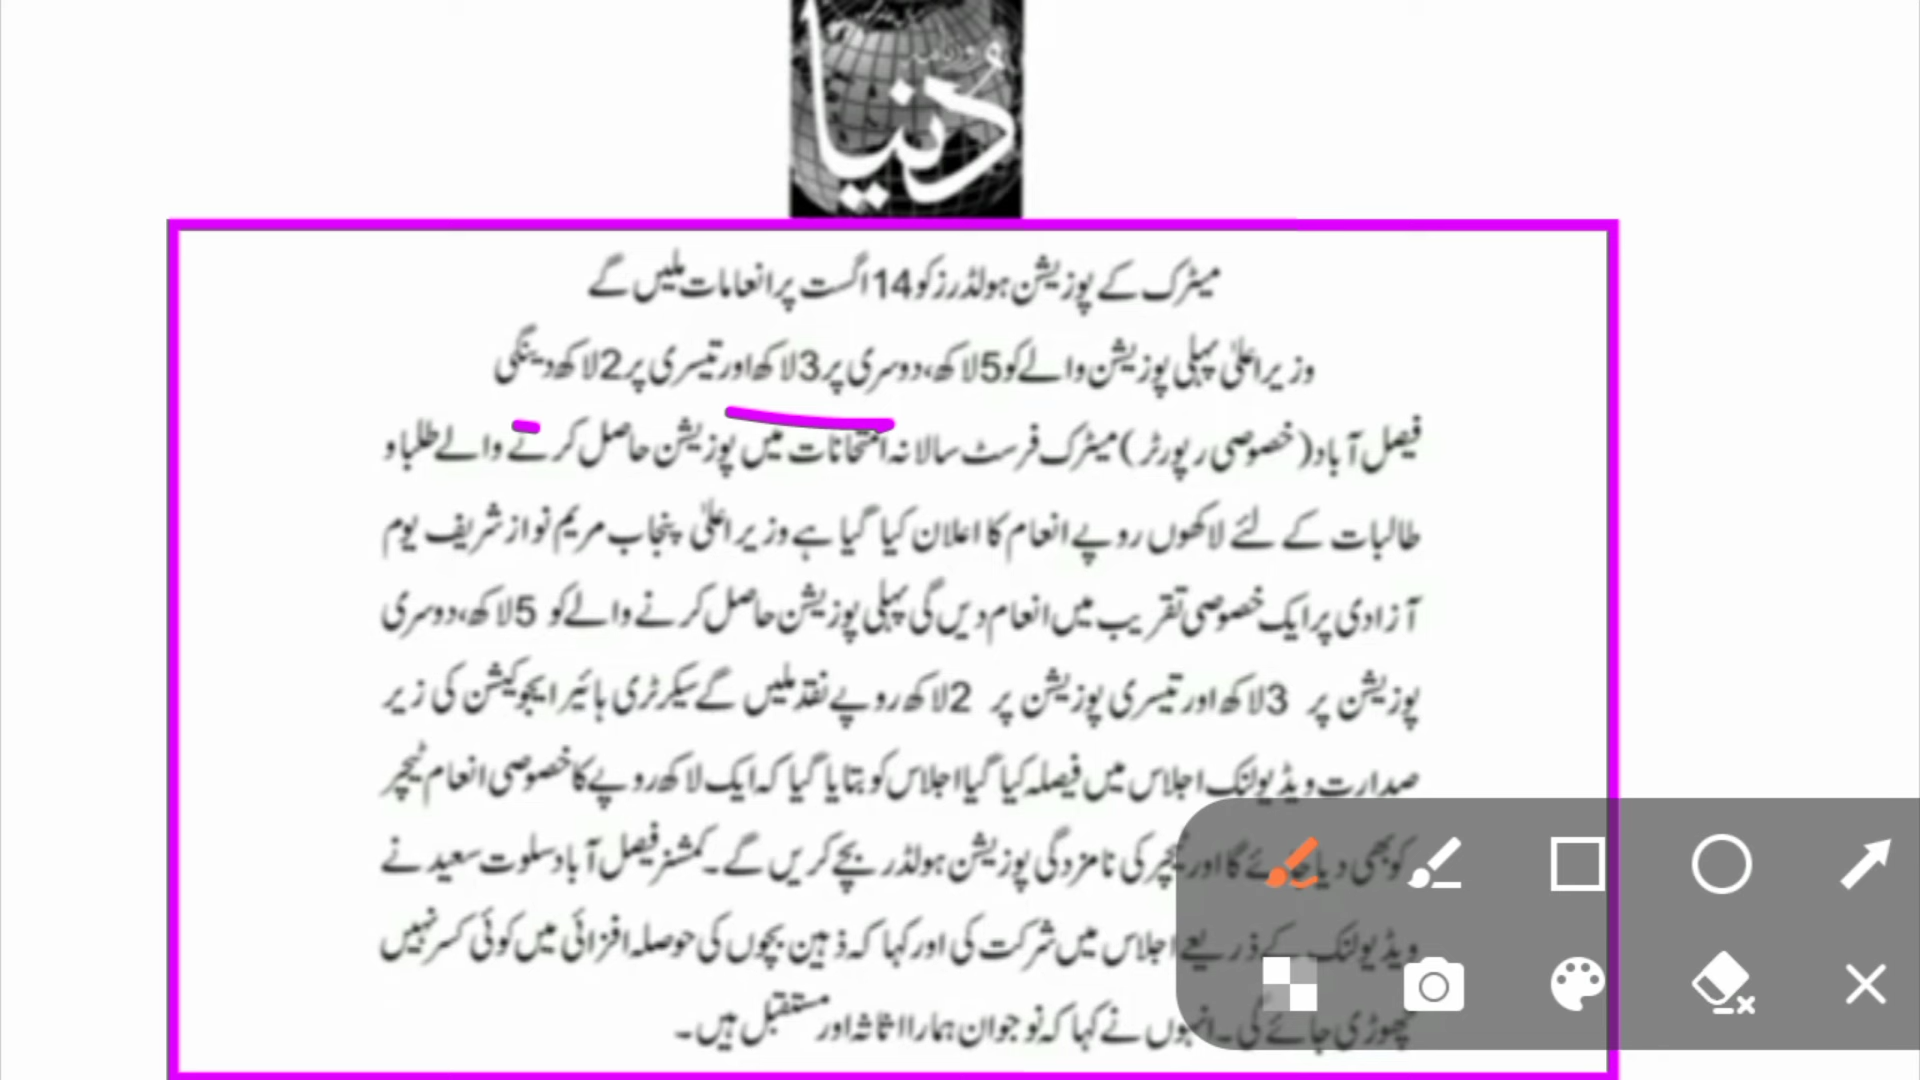 دُنیا
میٹرک کے پوزیشن ہولڈرز کو 14 اگست پر انعامات ملیں گے
وزیراعلیٰ پہلی پوزیشن والے کو 5 لاکھ، دوسری پر 3 لاکھ اور تیسری پر 2 لاکھ دینگی
فیصل آباد (خصوصی رپورٹر) میٹرک فرسٹ سالانہ امتحانات میں پوزیشن حاصل کرنے والے طلبا و
طالبات کے لئے لاکھوں روپے انعام کا اعلان کیا گیا ہے وزیراعلیٰ پنجاب مریم نواز شریف یوم
آزادی پر ایک خصوصی تقریب میں انعام دیں گی پہلی پوزیشن حاصل کرنے والے کو 5 لاکھ، دوسری
پوزیشن پر 3 لاکھ اور تیسری پوزیشن پر 2 لاکھ روپے نقد ملیں گے سیکرٹری ہائیر ایجوکیشن کی زیر
صدارت ویڈیو لنک اجلاس میں فیصلہ کیا گیا اجلاس کو بتایا گیا کہ ایک لاکھ روپے کا خصوصی انعام ٹیچر
کو بھی دیا جائے گا اور ٹیچر کی نامزدگی پوزیشن ہولڈر بچے کریں گے۔ کمشنر فیصل آباد سلوت سعید نے
ویڈیو لنک کے ذریعے اجلاس میں شرکت کی اور کہا کہ ذہین بچوں کی حوصلہ افزائی میں کوئی کسر نہیں
چھوڑی جائے گی۔ انہوں نے کہا کہ نوجوان ہمارا اثاثہ اور مستقبل ہیں۔